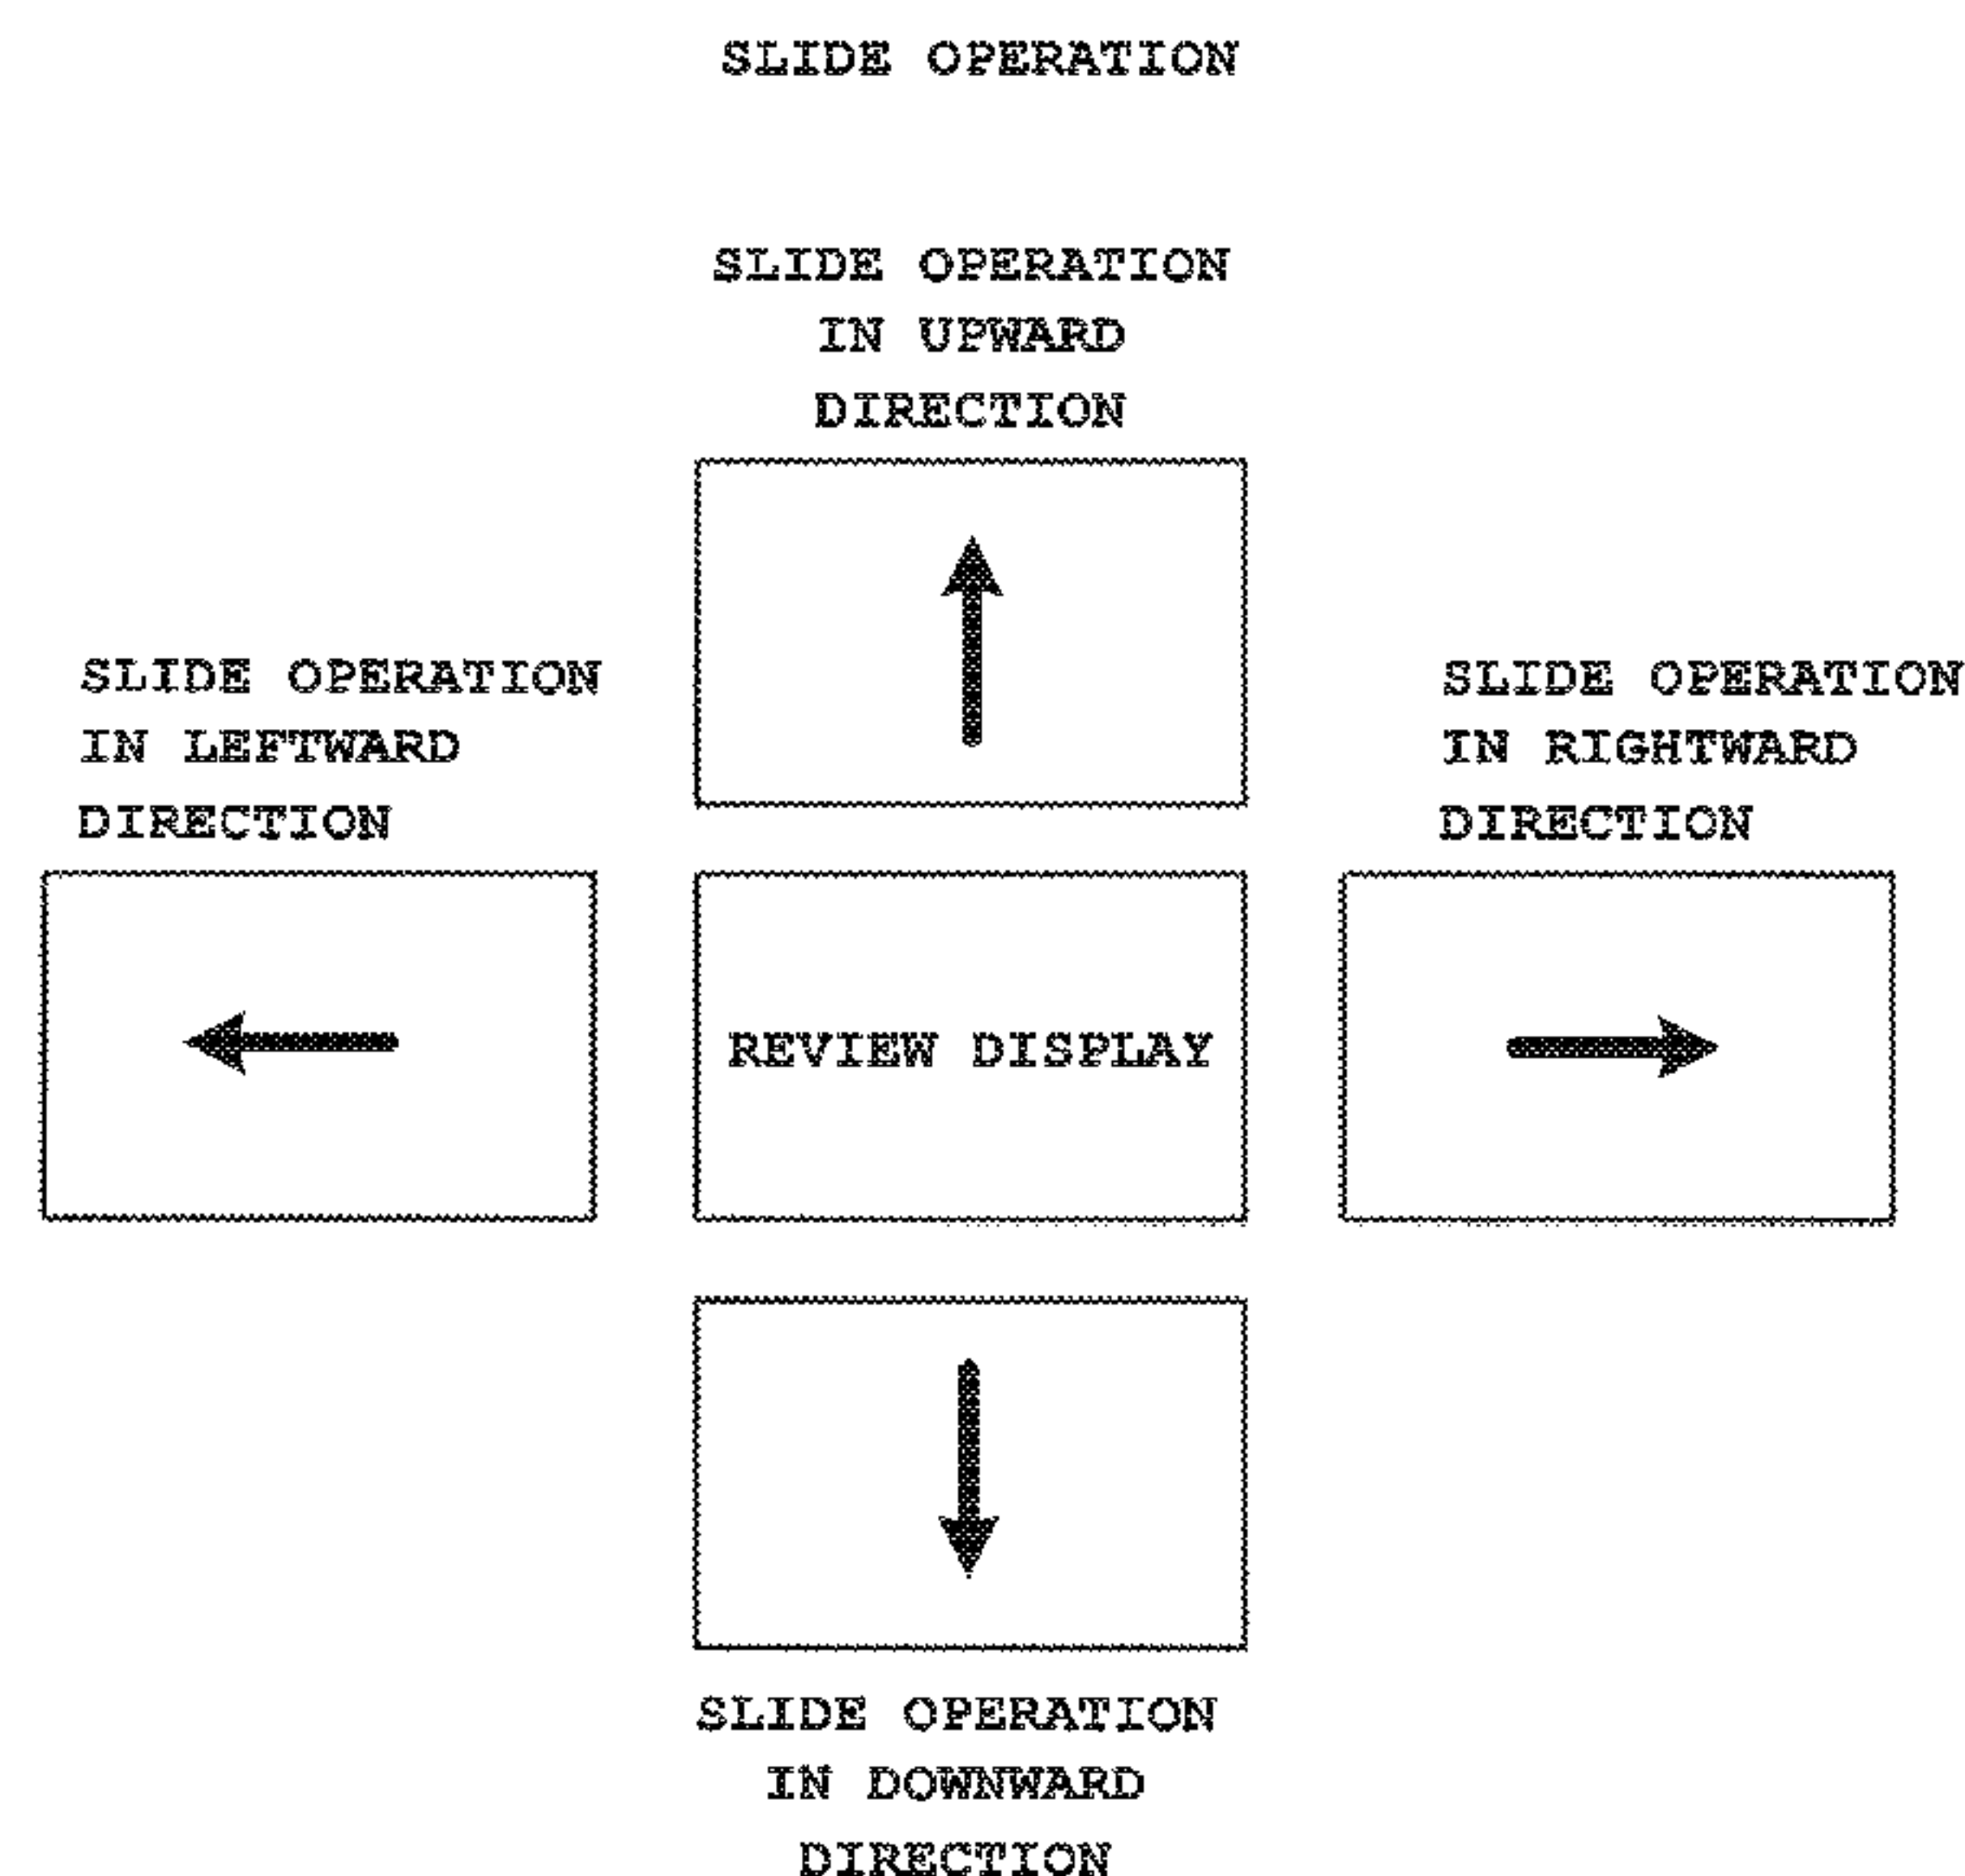 SLIDE OPERATION
SLIDE OPERATION
IN UPWARD
DIRECTION
SLIDE OPERATION
IN LEFTWARD
DIRECTION
SLIDE OPERATION
IN RIGHTWARD
DIRECTION
REVIEW DISPLAY
SLIDE OPERATION
IN DOWNWARD
DIRECTION